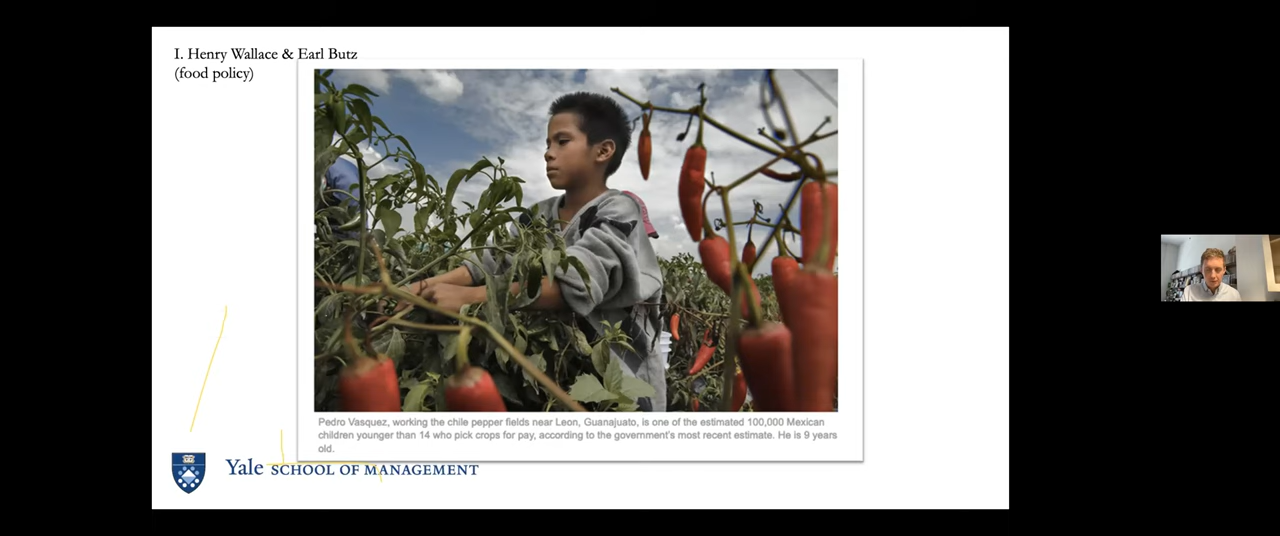 I. Henry Wallace & Earl Butz
(food policy)
Pedro Vasquez, working the chile pepper fields near Leon, Guanajuato, is one of the estimated 100,000 Mexican
children younger than 14 who pick crops for pay, according to the government's most recent estimate. He is 9 years
old.
Yale SCHOOL OF MANAGEMENT